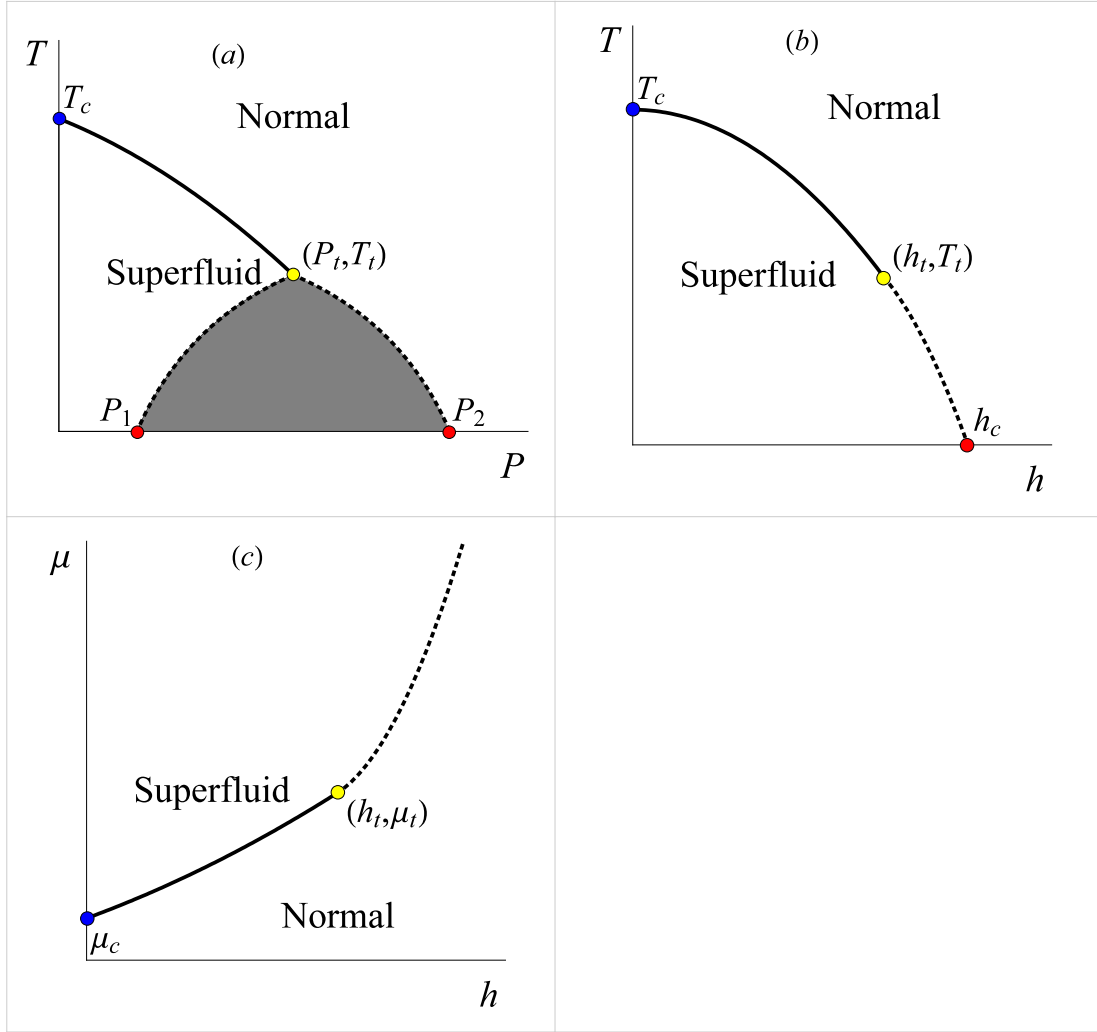 (a)
T
T_c
Normal
Superfluid
(P_t,T_t)
P_1
P_2
P
(b)
T
T_c
Normal
Superfluid
(h_t,T_t)
h_c
h
(c)
μ
Superfluid
(h_t,μ_t)
Normal
μ_c
h